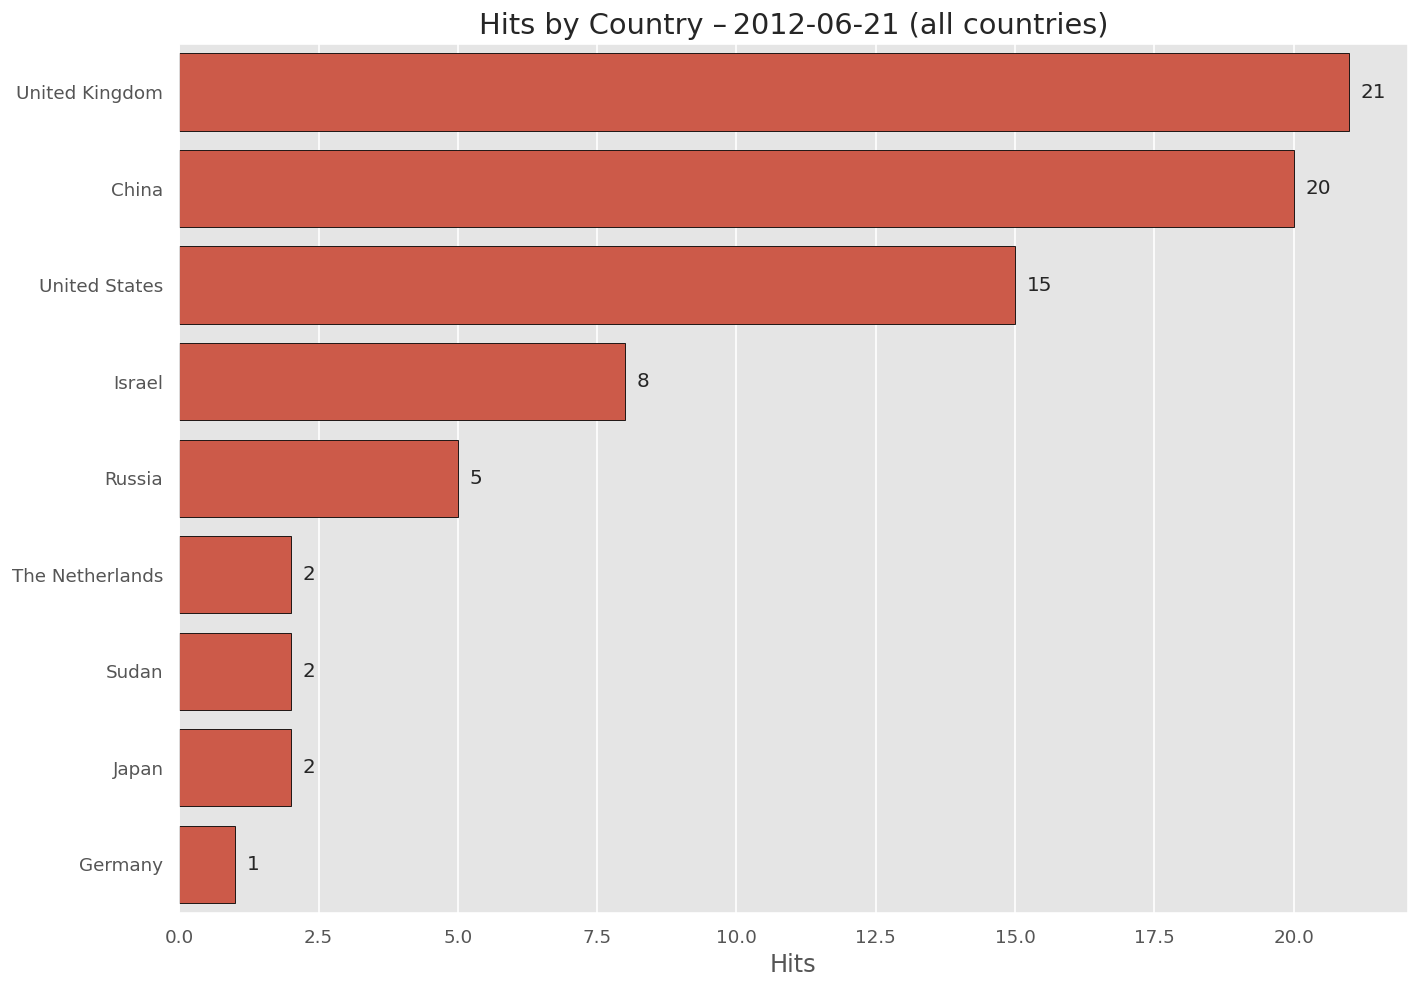 Hits by Country – 2012-06-21 (all countries)
United Kingdom 21
China 20
United States 15
Israel 8
Russia 5
The Netherlands 2
Sudan 2
Japan 2
Germany 1
0.0 2.5 5.0 7.5 10.0 12.5 15.0 17.5 20.0
Hits